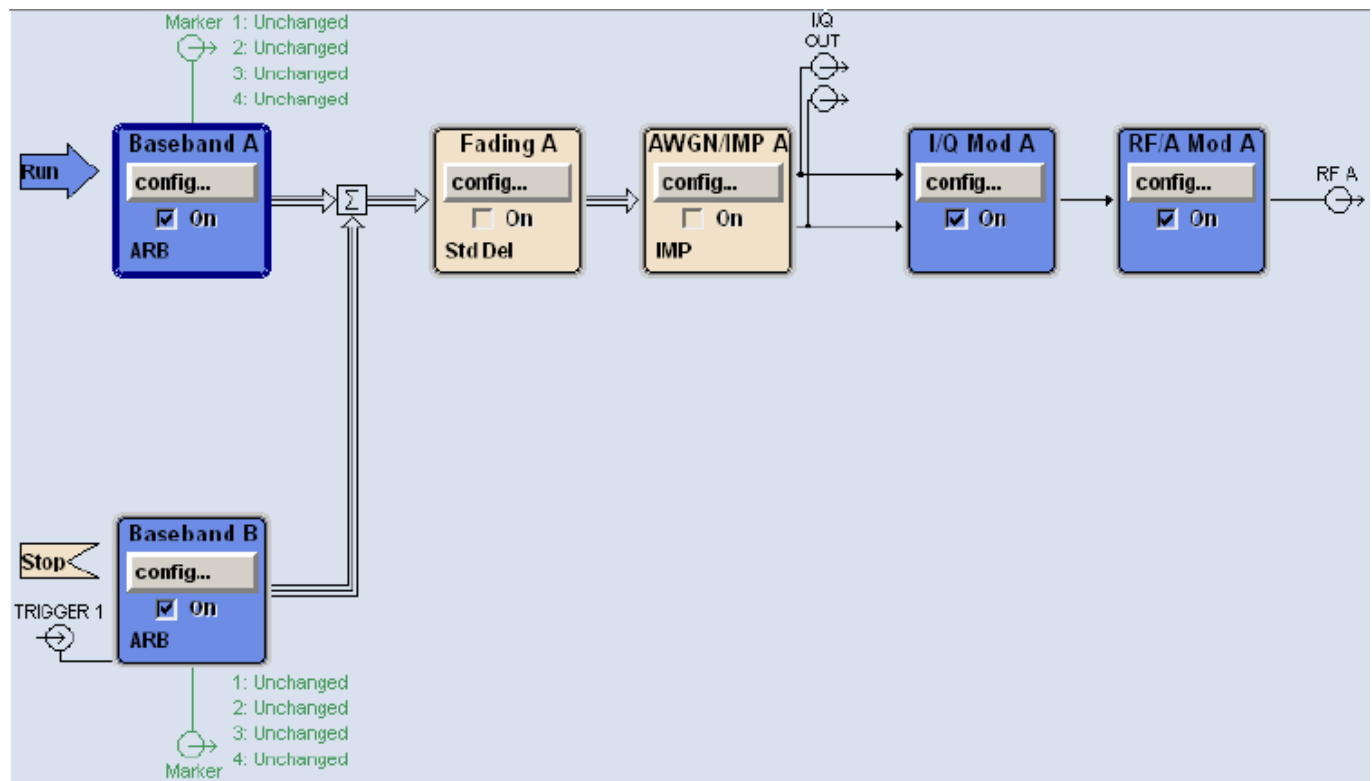 Marker 1: Unchanged
2: Unchanged
3: Unchanged
4: Unchanged
I/Q
OUT
Run
Baseband A
config...
On
ARB
Σ
Fading A
config...
On
Std Del
AWGN/IMP A
config...
On
IMP
I/Q Mod A
config...
On
RF/A Mod A
config...
On
RF A
Stop
TRIGGER 1
Baseband B
config...
On
ARB
1: Unchanged
2: Unchanged
3: Unchanged
4: Unchanged
Marker